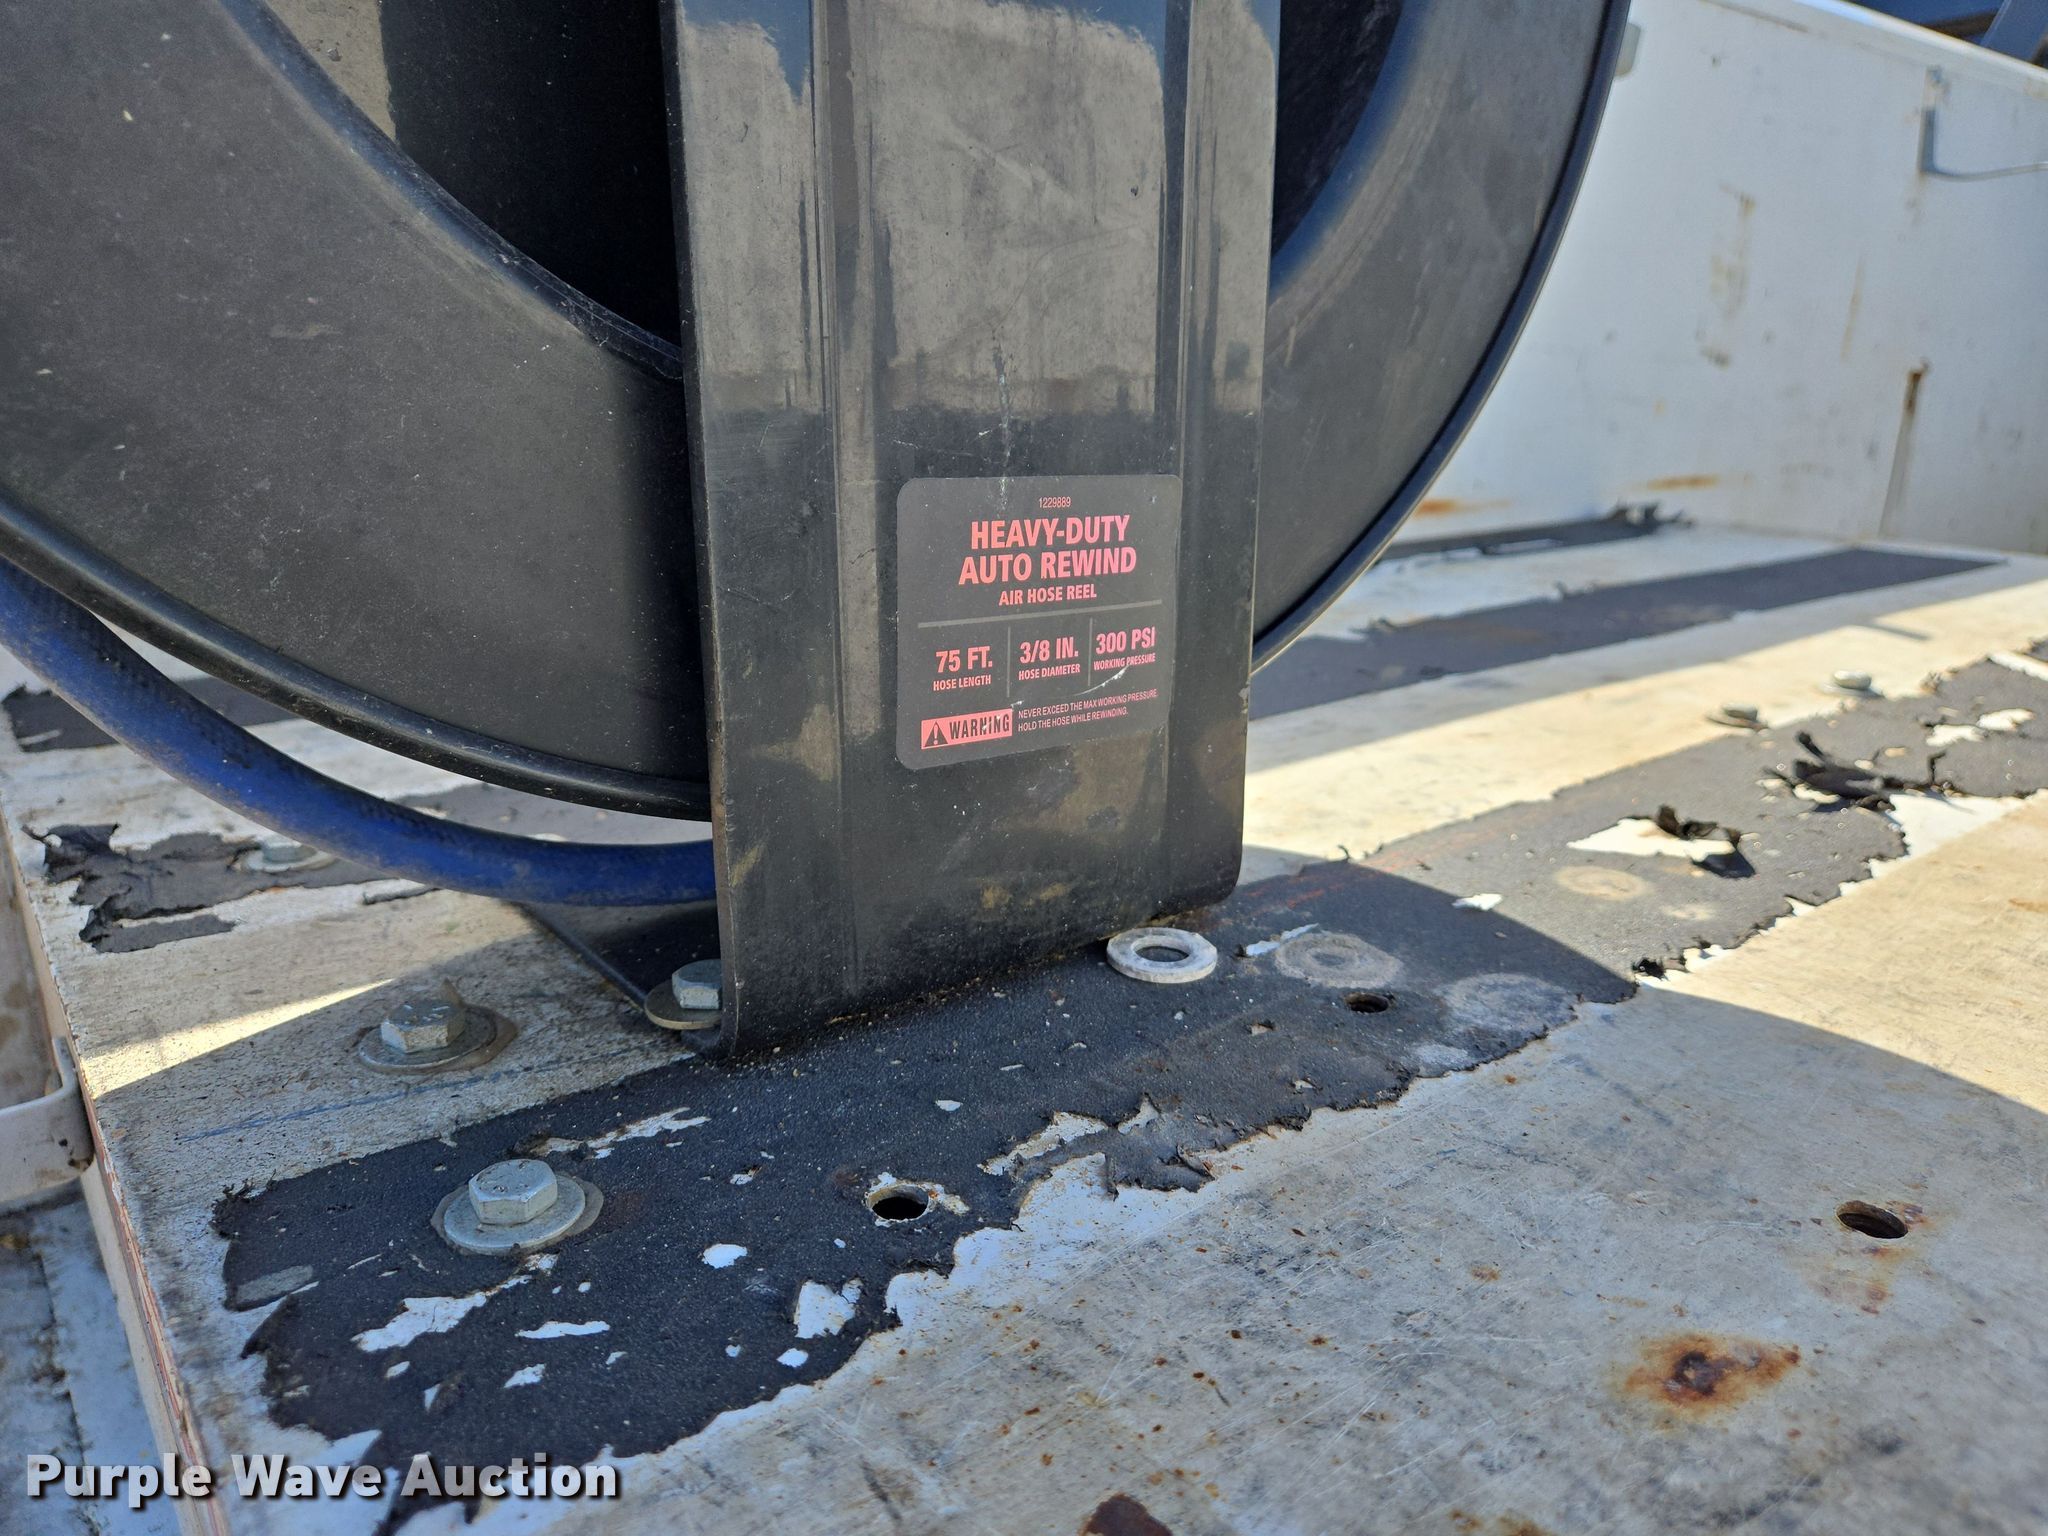 1229889
HEAVY-DUTY
AUTO REWIND
AIR HOSE REEL
75 FT.
HOSE LENGTH
3/8 IN.
HOSE DIAMETER
300 PSI
WORKING PRESSURE
WARNING
NEVER EXCEED THE MAX WORKING PRESSURE.
HOLD THE HOSE WHILE REWINDING.
Purple Wave Auction